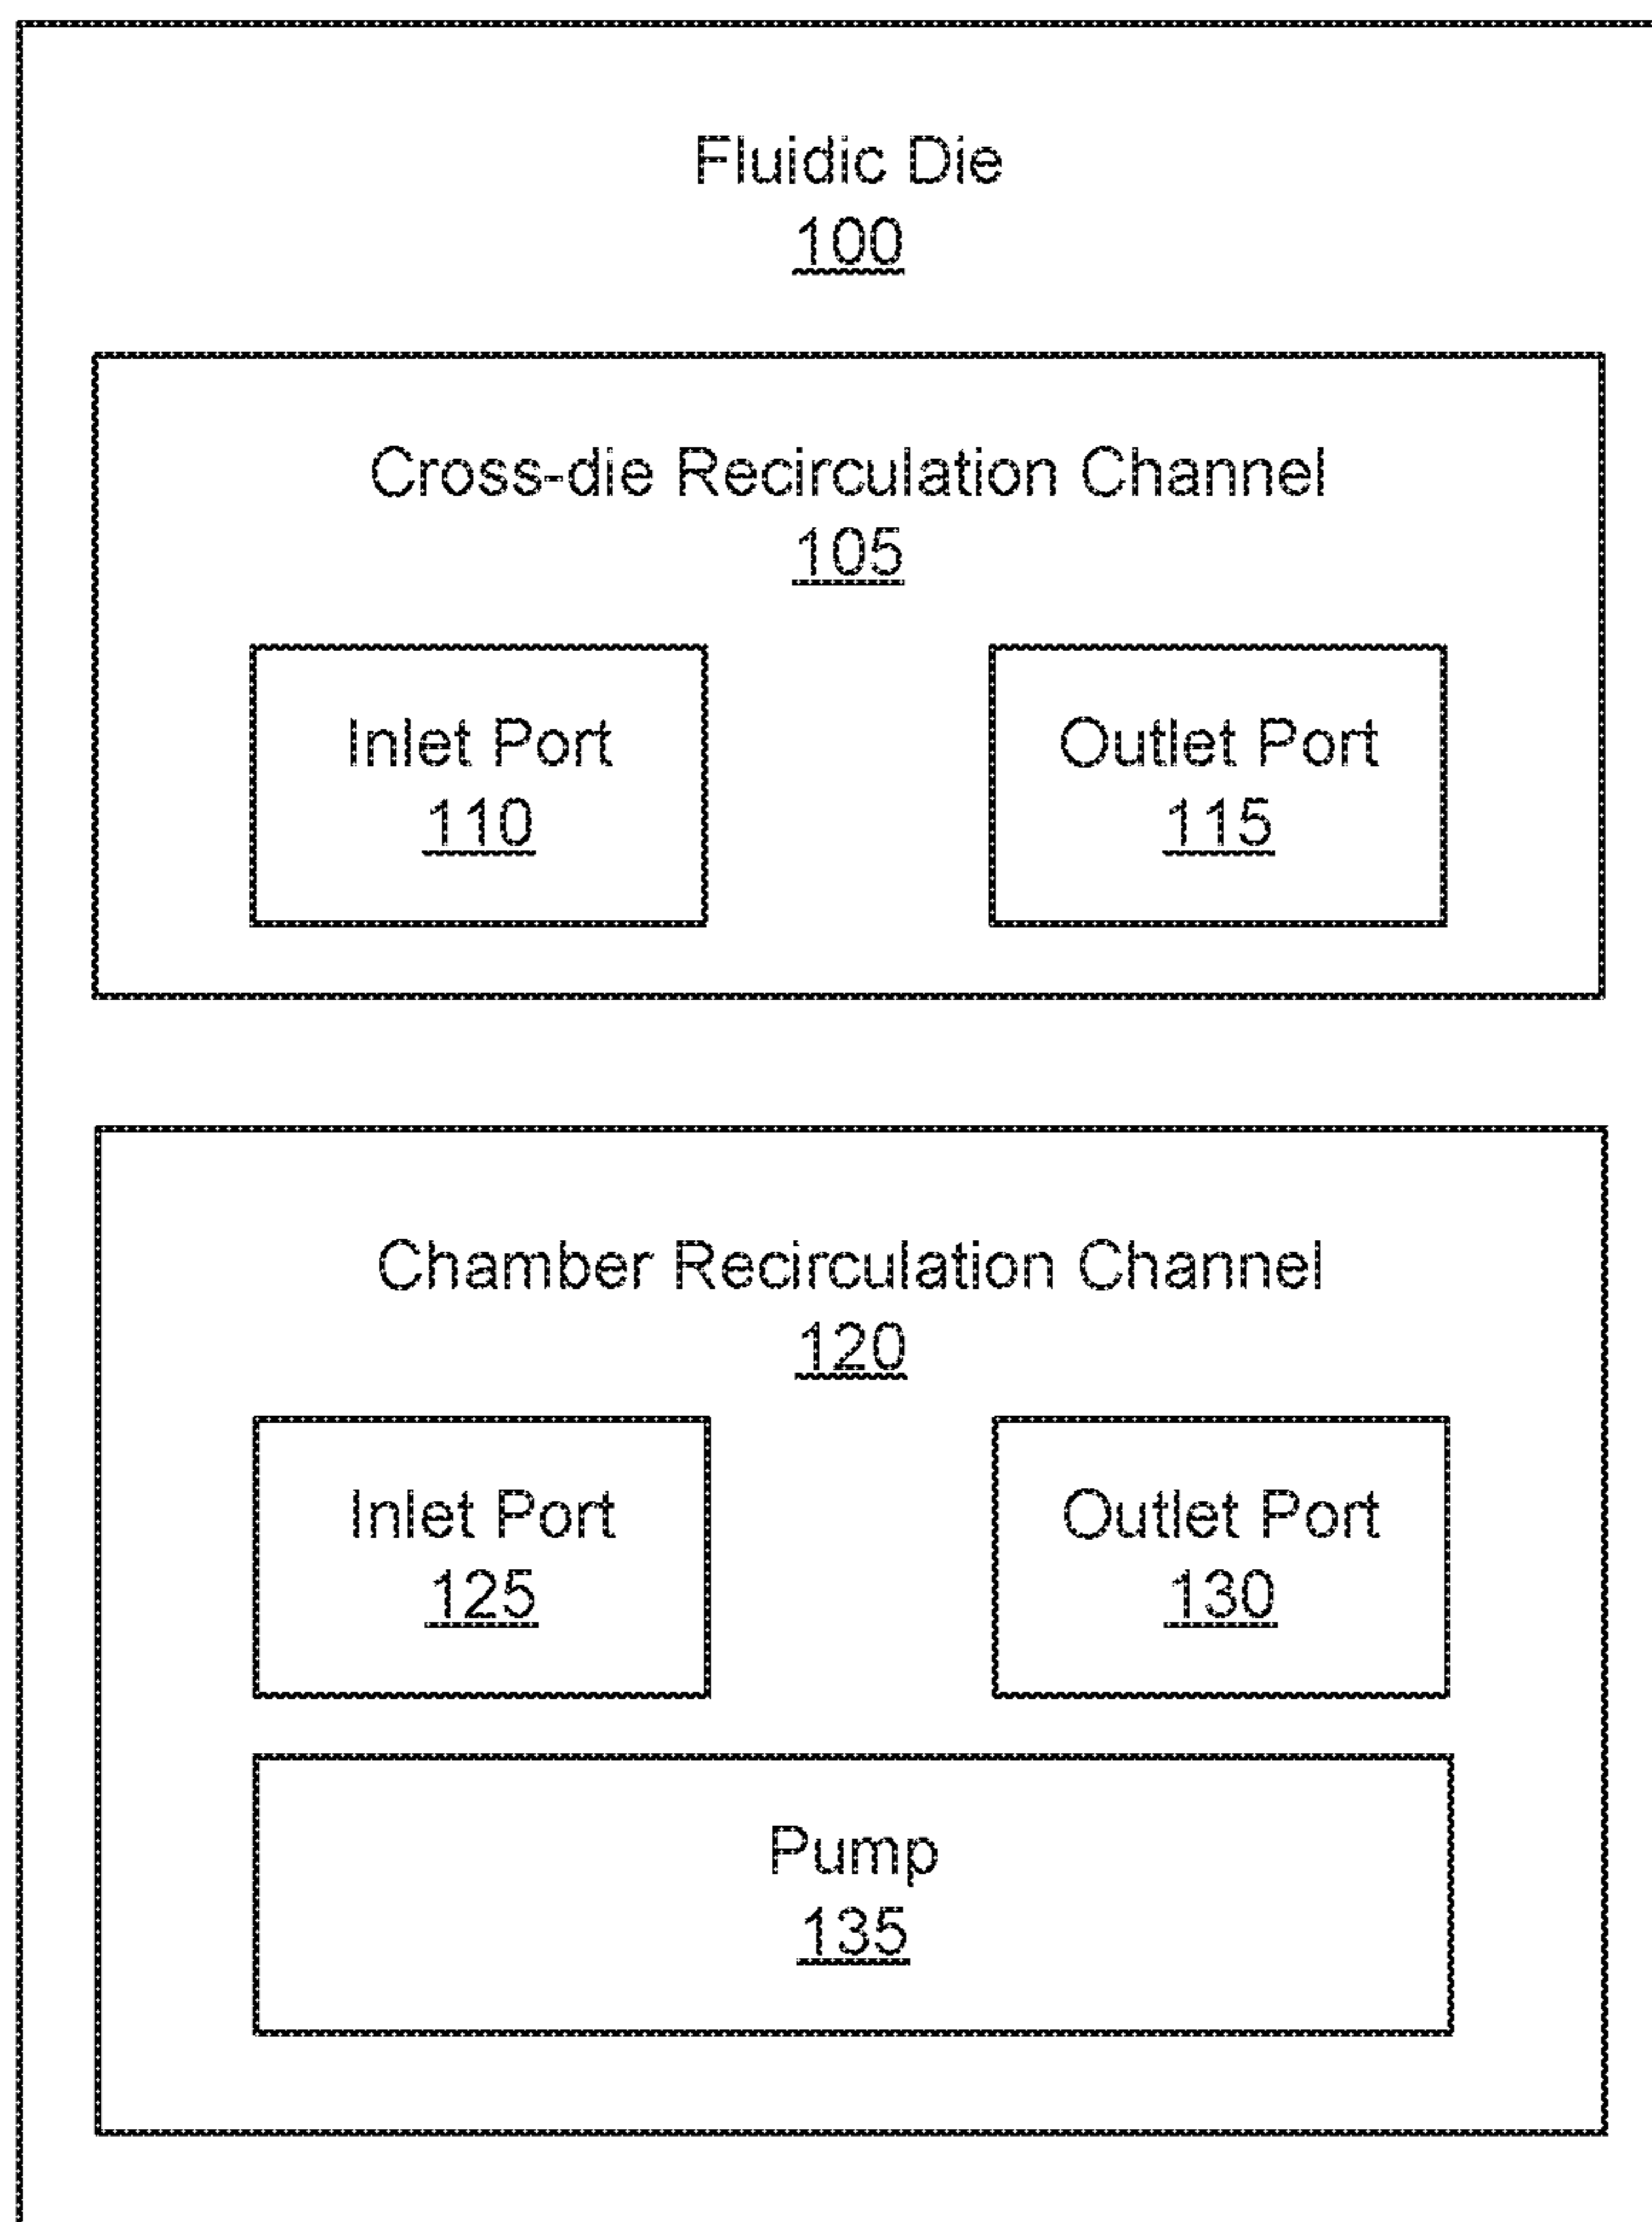 Fluidic Die
100
Cross-die Recirculation Channel
105
Inlet Port
110
Outlet Port
115
Chamber Recirculation Channel
120
Inlet Port
125
Outlet Port
130
Pump
135